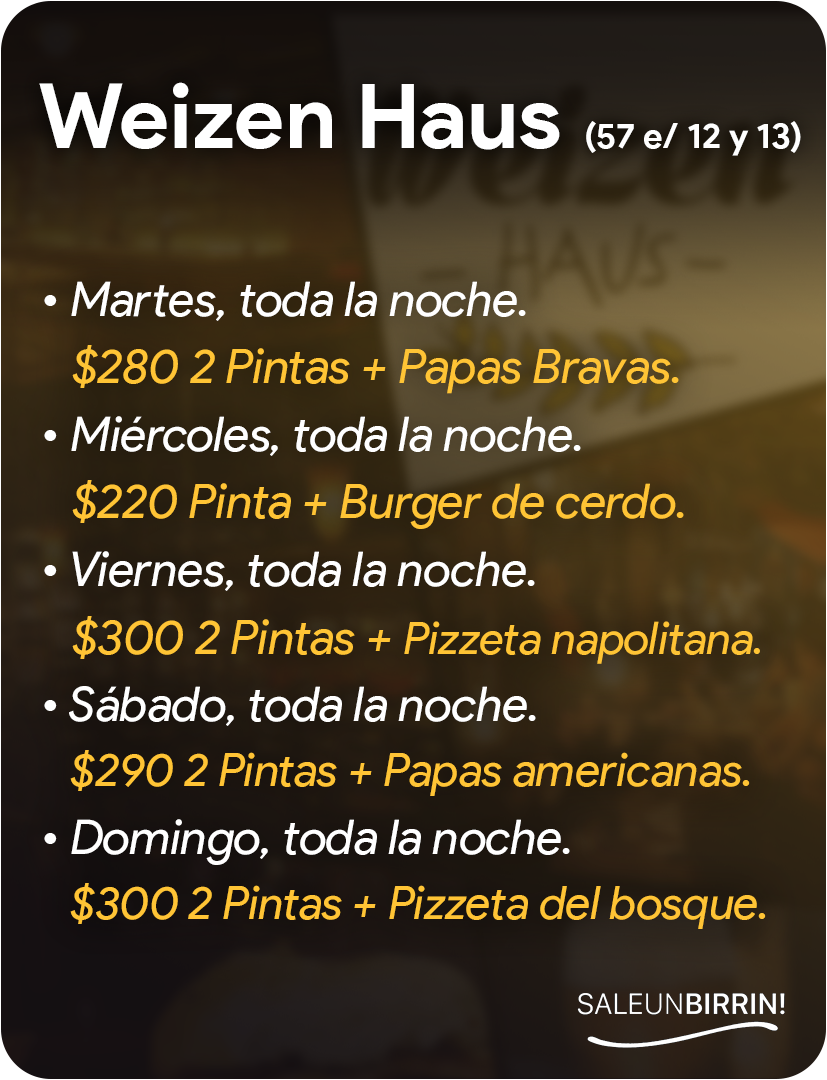 Weizen Haus (57 e/ 12 y 13)
Weizen
- HAUS -
• Martes, toda la noche.
$280 2 Pintas + Papas Bravas.
• Miércoles, toda la noche.
$220 Pinta + Burger de cerdo.
• Viernes, toda la noche.
$300 2 Pintas + Pizzeta napolitana.
• Sábado, toda la noche.
$290 2 Pintas + Papas americanas.
• Domingo, toda la noche.
$300 2 Pintas + Pizzeta del bosque.
SALEUNBIRRIN!